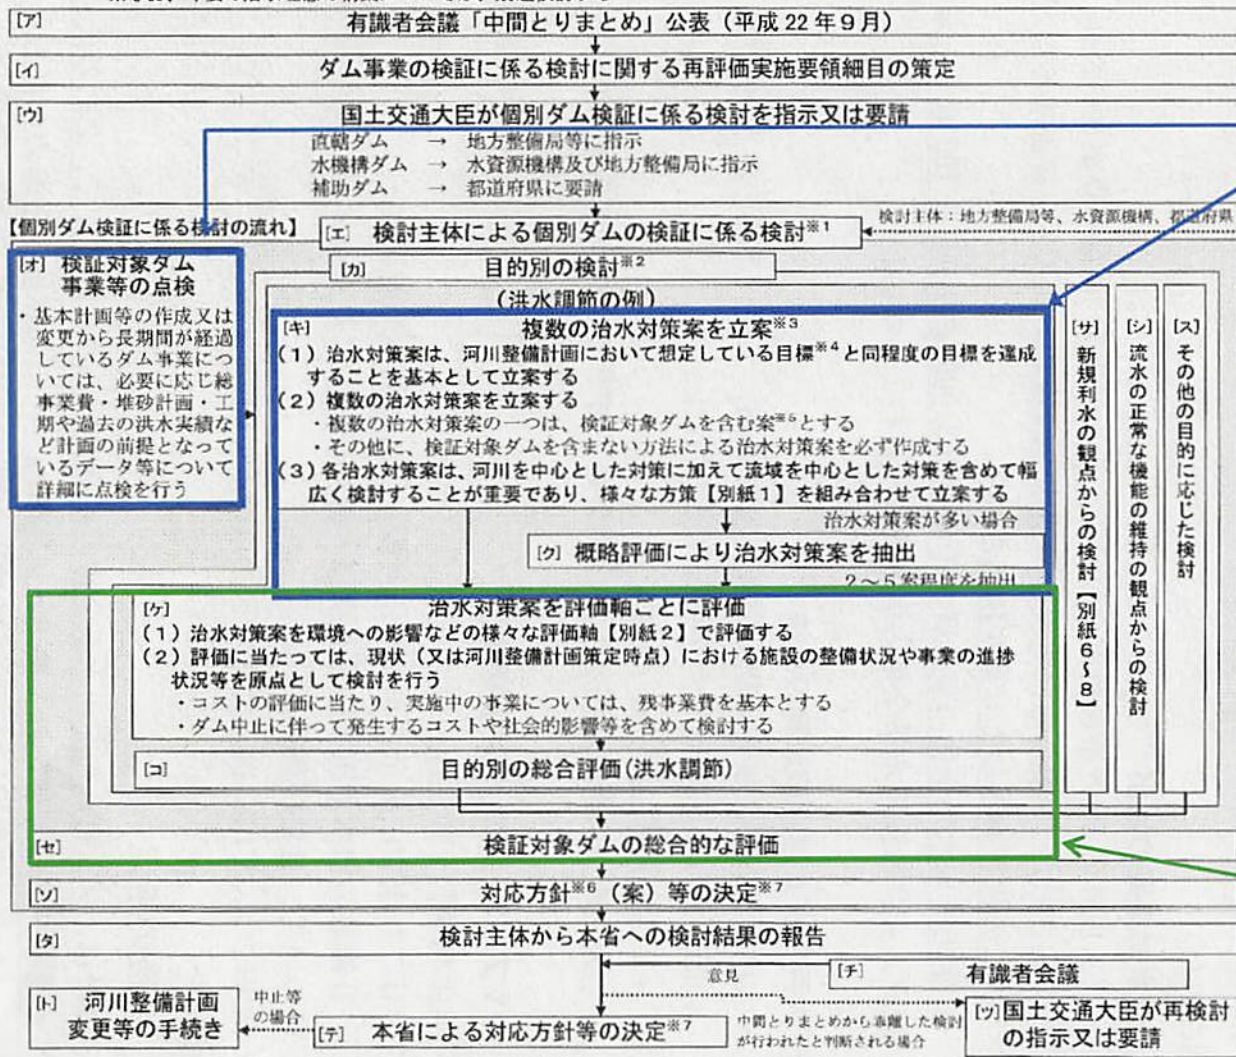 [ア] 有識者会議「中間とりまとめ」公表(平成22年9月)
[イ] ダム事業の検証に係る検討に関する再評価実施要領細目の策定
[ウ] 国土交通大臣が個別ダム検証に係る検討を指示又は要請
直轄ダム → 地方整備局等に指示
水機構ダム → 水資源機構及び地方整備局に指示
補助ダム → 都道府県に要請
【個別ダム検証に係る検討の流れ】
[エ] 検討主体による個別ダムの検証に係る検討※1
検討主体:地方整備局等、水資源機構、都道府県
[オ] 検証対象ダム
事業等の点検
・基本計画等の作成又は
変更から長期間が経過
しているダム事業につ
いては、必要に応じ総
事業費・堆砂計画・工
期や過去の洪水実績な
ど計画の前提となって
いるデータ等について
詳細に点検を行う
[カ] 目的別の検討※2
(洪水調節の例)
[キ] 複数の治水対策案を立案※3
(1)治水対策案は、河川整備計画において想定している目標※4と同程度の目標を達成
することを基本として立案する
(2)複数の治水対策案を立案する
・複数の治水対策案の一つは、検証対象ダムを含む案※5とする
・その他に、検証対象ダムを含まない方法による治水対策案を必ず作成する
(3)各治水対策案は、河川を中心とした対策に加えて流域を中心とした対策を含めて幅
広く検討することが重要であり、様々な方策【別紙1】を組み合わせて立案する
治水対策案が多い場合
[ク] 概略評価により治水対策案を抽出
2~5案程度を抽出
[ケ] 治水対策案を評価軸ごとに評価
(1)治水対策案を環境への影響などの様々な評価軸【別紙2】で評価する
(2)評価に当たっては、現状(又は河川整備計画策定時点)における施設の整備状況や事業の進捗
状況等を原点として検討を行う
・コストの評価に当たり、実施中の事業については、残事業費を基本とする
・ダム中止に伴って発生するコストや社会的影響等を含めて検討する
[コ] 目的別の総合評価(洪水調節)
[サ] 新規利水の観点からの検討【別紙6~8】
[シ] 流水の正常な機能の維持の観点からの検討
[ス] その他の目的に応じた検討
[セ] 検証対象ダムの総合的な評価
[ソ] 対応方針※6(案)等の決定※7
[タ] 検討主体から本省への検討結果の報告
意見
[チ] 有識者会議
[ツ] 国土交通大臣が再検討
の指示又は要請
中間とりまとめから乖離した検討
が行われたと判断される場合
[テ] 本省による対応方針等の決定※7
中止等
の場合
[ト] 河川整備計画
変更等の手続き